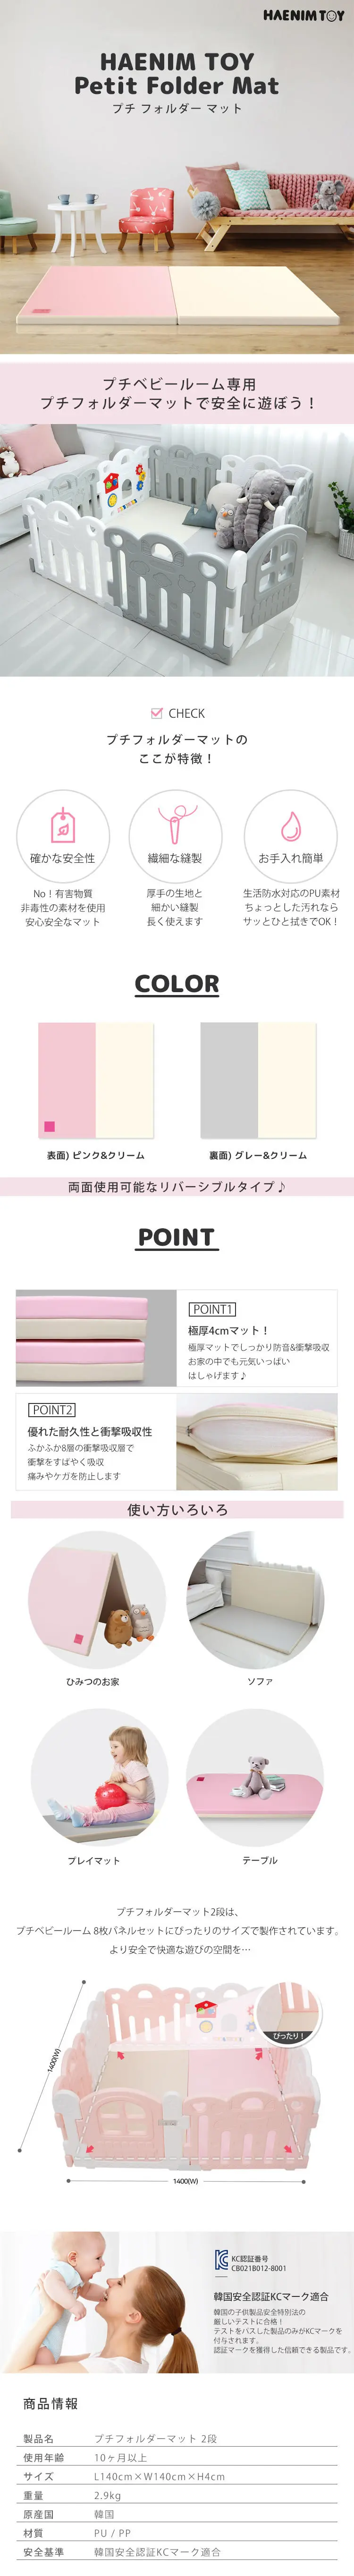 HAENIM TOY
HAENIM TOY
Petit Folder Mat
プチ フォルダー マット
プチベビールーム専用
プチフォルダーマットで安全に遊ぼう！
CHECK
プチフォルダーマットの
ここが特徴！
確かな安全性
No！有害物質
非毒性の素材を使用
安心安全なマット
繊細な縫製
厚手の生地と
細かい縫製
長く使えます
お手入れ簡単
生活防水対応のPU素材
ちょっとした汚れなら
サッとひと拭きでOK！
COLOR
表面) ピンク&クリーム
裏面) グレー&クリーム
両面使用可能なリバーシブルタイプ♪
POINT
POINT1
極厚4cmマット！
極厚マットでしっかり防音&衝撃吸収
お家の中でも元気いっぱい
はしゃげます♪
POINT2
優れた耐久性と衝撃吸収性
ふかふか8層の衝撃吸収層で
衝撃をすばやく吸収
痛みやケガを防止します
使い方いろいろ
ひみつのお家
ソファ
プレイマット
テーブル
プチフォルダーマット2段は、
プチベビールーム 8枚パネルセットにぴったりのサイズで製作されています。
より安全で快適な遊びの空間を…
ぴったり！
1400(W)
1400(W)
KC認証番号
CB021B012-8001
韓国安全認証KCマーク適合
韓国の子供製品安全特別法の
厳しいテストに合格！
テストをパスした製品のみがKCマークを
付与されます。
認証マークを獲得した信頼できる製品です。
商品情報
製品名 プチフォルダーマット 2段
使用年齢 10ヶ月以上
サイズ L140cm×W140cm×H4cm
重量 2.9kg
原産国 韓国
材質 PU / PP
安全基準 韓国安全認証KCマーク適合